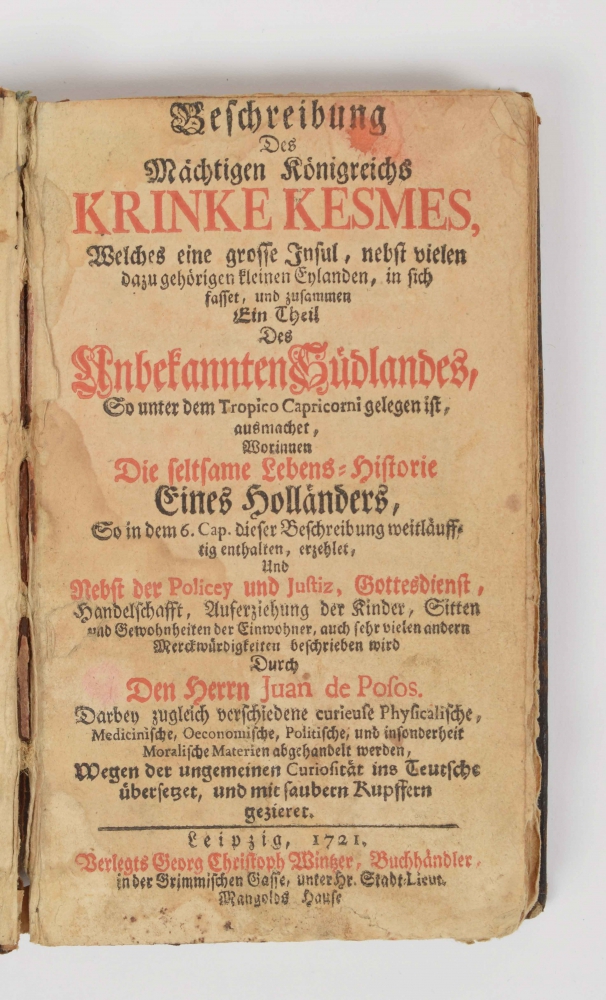 Beschreibung
Des
Mächtigen Königreichs
KRINKE KESMES,
Welches eine grosse Insul, nebst vielen
dazu gehörigen kleinen Eylanden, in sich
fasset, und zusammen
Ein Theil
Des
Unbekannten Südlandes,
So unter dem Tropico Capricorni gelegen ist,
ausmachet,
Worinnen
Die seltsame Lebens-Historie
Eines Holländers,
So in dem 6. Cap. dieser Beschreibung weitläuff-
tig enthalten, erzehlet,
Und
Nebst der Policey und Justiz, Gottesdienst,
Handelschafft, Auferziehung der Kinder, Sitten
und Gewohnheiten der Einwohner, auch sehr vielen andern
Merckwürdigkeiten beschrieben wird
Durch
Den Herrn Juan de Posos.
Darbey zugleich verschiedene curieuse Physicalische,
Medicinische, Oeconomische, Politische, und insonderheit
Moralische Materien abgehandelt werden,
Wegen der ungemeinen Curiosität ins Teutsche
übersetzet, und mit saubern Kupffern
gezieret.
Leipzig, 1721.
Verlegts Georg Christoph Wintzer, Buchhändler,
in der Grimmischen Gasse, unter Hr. Stadt-Lieut.
Mangolds Hause